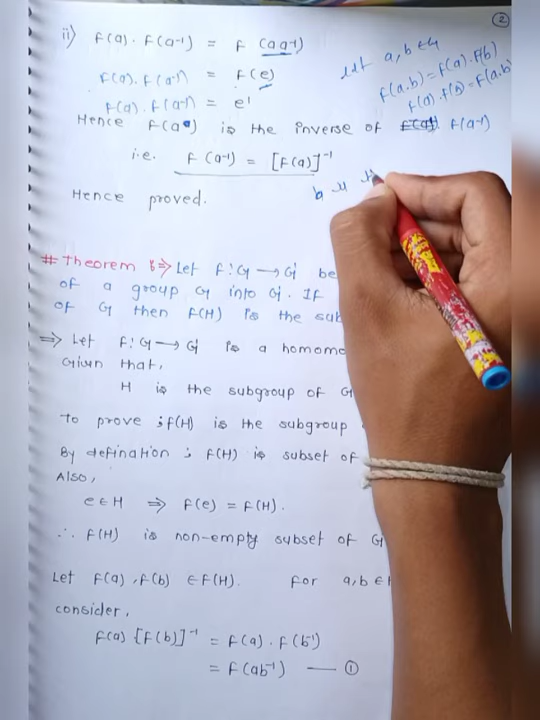 2
ii) F(a) . F(a-1) = F (aa-1)
F(a) . F(a-1) = F(e)
F(a) . F(a-1) = e'
let a,b ∈ G
F(a.b) = F(a) . F(b)
F(a) . F(b) = F(a.b)
Hence F(a) is the inverse of F(a-1)
i.e. F (a-1) = [F(a)]-1
Hence proved.
# Theorem :⇒ Let F: G → G' be
of a group G into G'. If
of G then F(H) is the sub
⇒ Let F: G → G' is a homomo
Given that,
H is the subgroup of G
To prove : F(H) is the subgroup
By defination : F(H) is subset of
Also,
e∈H ⇒ F(e) = F(H).
∴ F(H) is non-empty subset of G
Let F(a), F(b) ∈ F(H). For a,b ∈
consider,
F(a) [F(b)]-1 = F(a) . F(b-1)
= F(ab-1) — ①